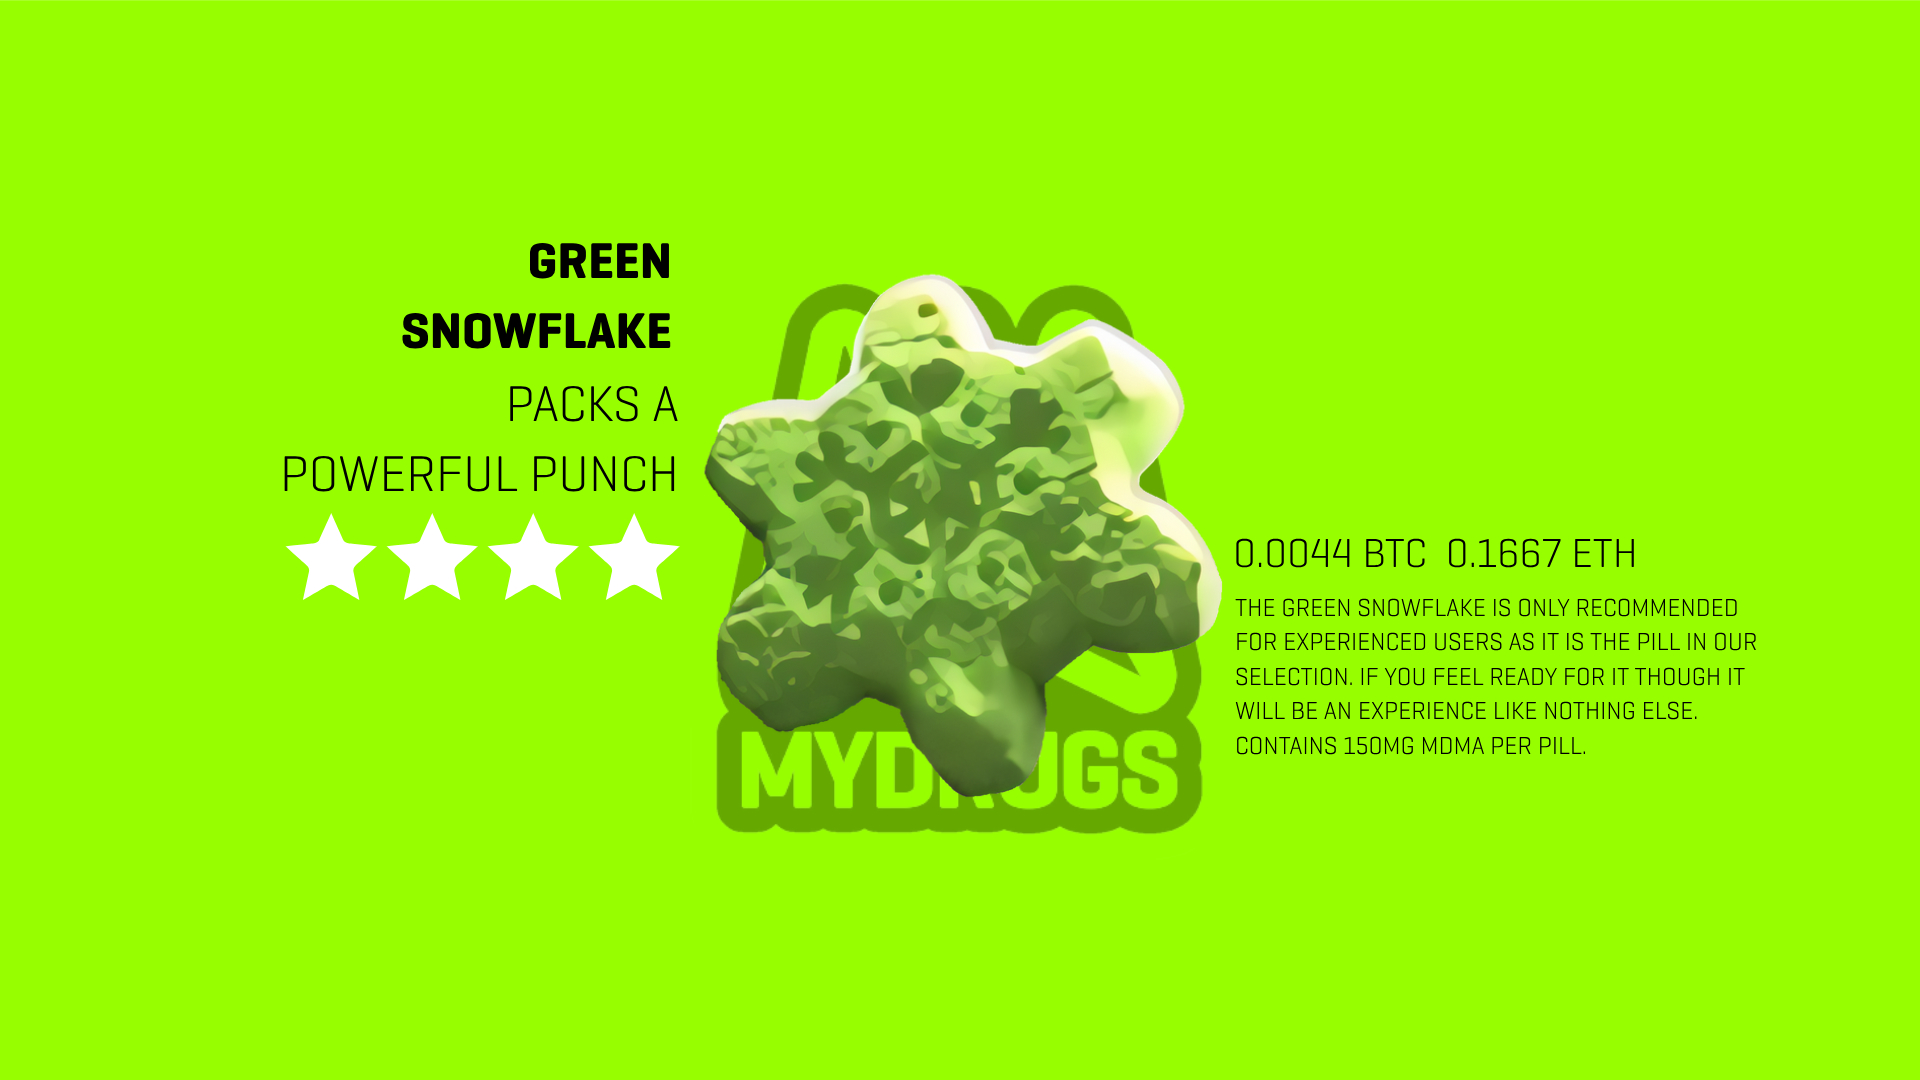 GREEN
SNOWFLAKE
PACKS A
POWERFUL PUNCH
0.0044 BTC 0.1667 ETH
THE GREEN SNOWFLAKE IS ONLY RECOMMENDED
FOR EXPERIENCED USERS AS IT IS THE PILL IN OUR
SELECTION. IF YOU FEEL READY FOR IT THOUGH IT
WILL BE AN EXPERIENCE LIKE NOTHING ELSE.
CONTAINS 150MG MDMA PER PILL.
MYDRUGS